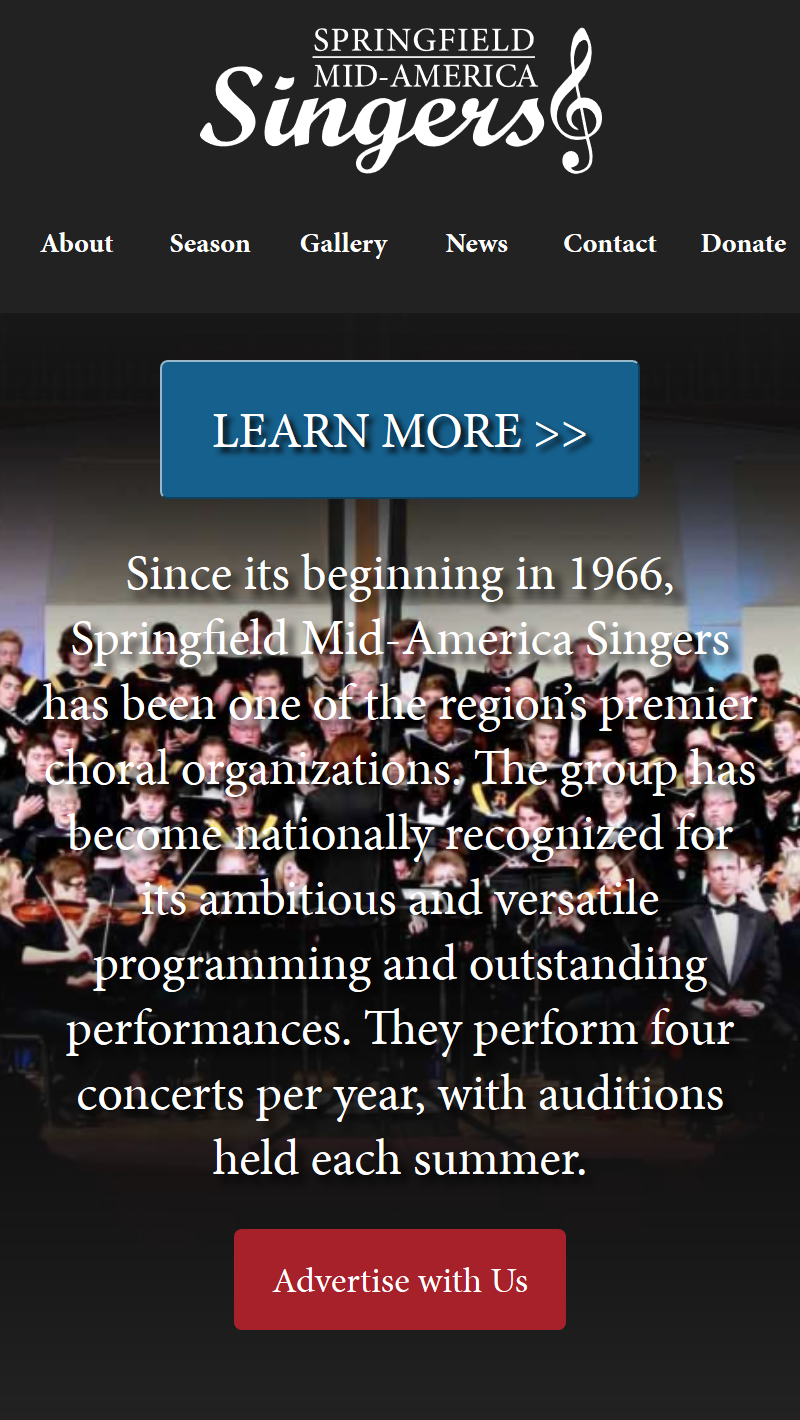 SPRINGFIELD
MID-AMERICA
Singers
About Season Gallery News Contact Donate
LEARN MORE >>
Since its beginning in 1966,
Springfield Mid-America Singers
has been one of the region’s premier
choral organizations. The group has
become nationally recognized for
its ambitious and versatile
programming and outstanding
performances. They perform four
concerts per year, with auditions
held each summer.
Advertise with Us